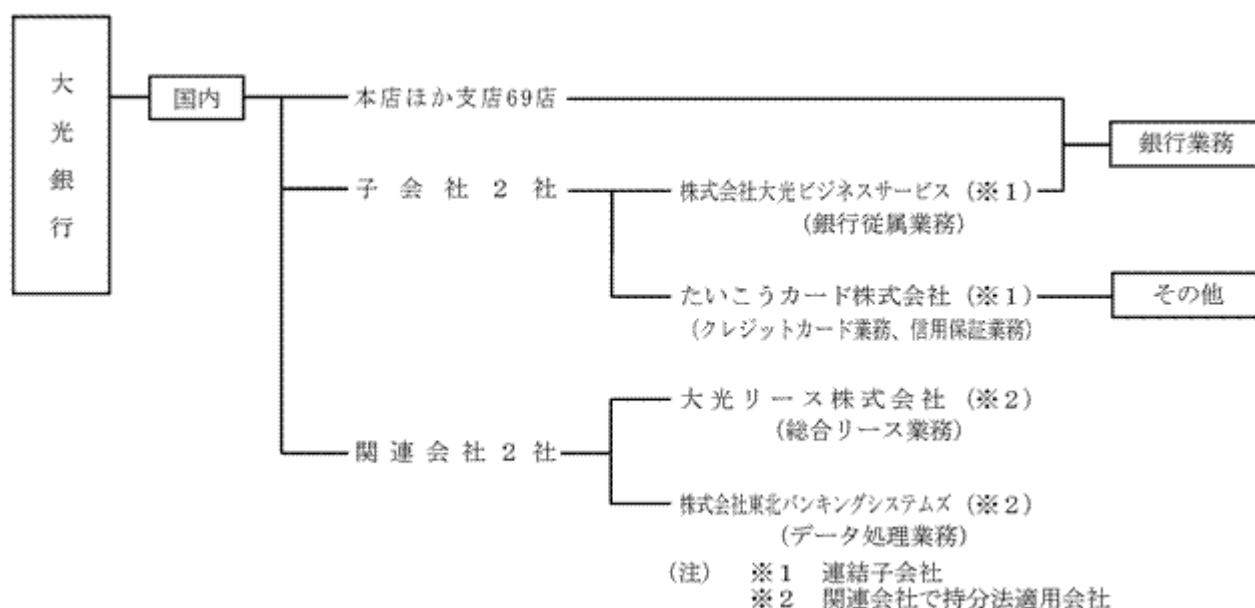 大光銀行
国内
本店ほか支店69店
銀行業務
子会社2社
株式会社大光ビジネスサービス (※1)
(銀行従属業務)
たいこうカード株式会社 (※1)
その他
(クレジットカード業務、信用保証業務)
大光リース株式会社 (※2)
(総合リース業務)
関連会社2社
株式会社東北バンキングシステムズ (※2)
(データ処理業務)
(注) ※1 連結子会社
※2 関連会社で持分法適用会社